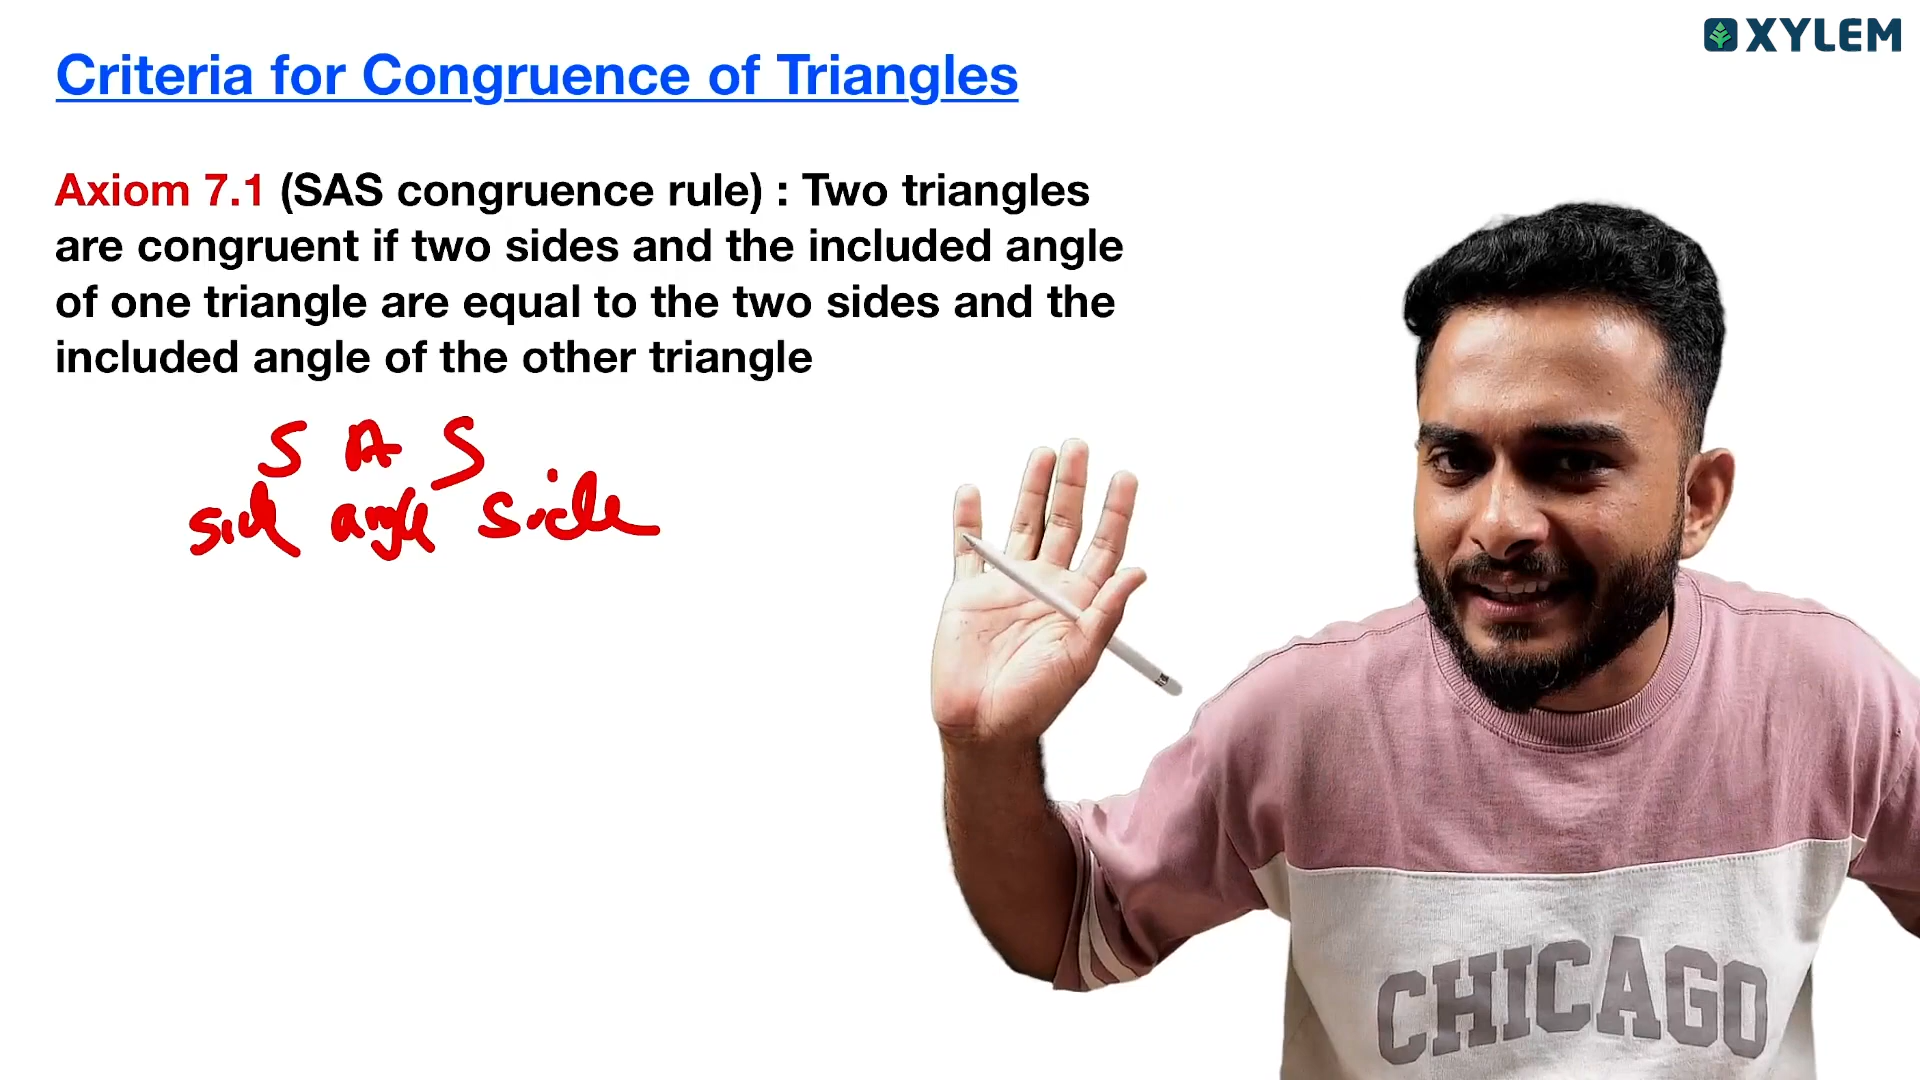 XYLEM
Criteria for Congruence of Triangles
Axiom 7.1 (SAS congruence rule) : Two triangles
are congruent if two sides and the included angle
of one triangle are equal to the two sides and the
included angle of the other triangle
S A S
side angle side
CHICAGO